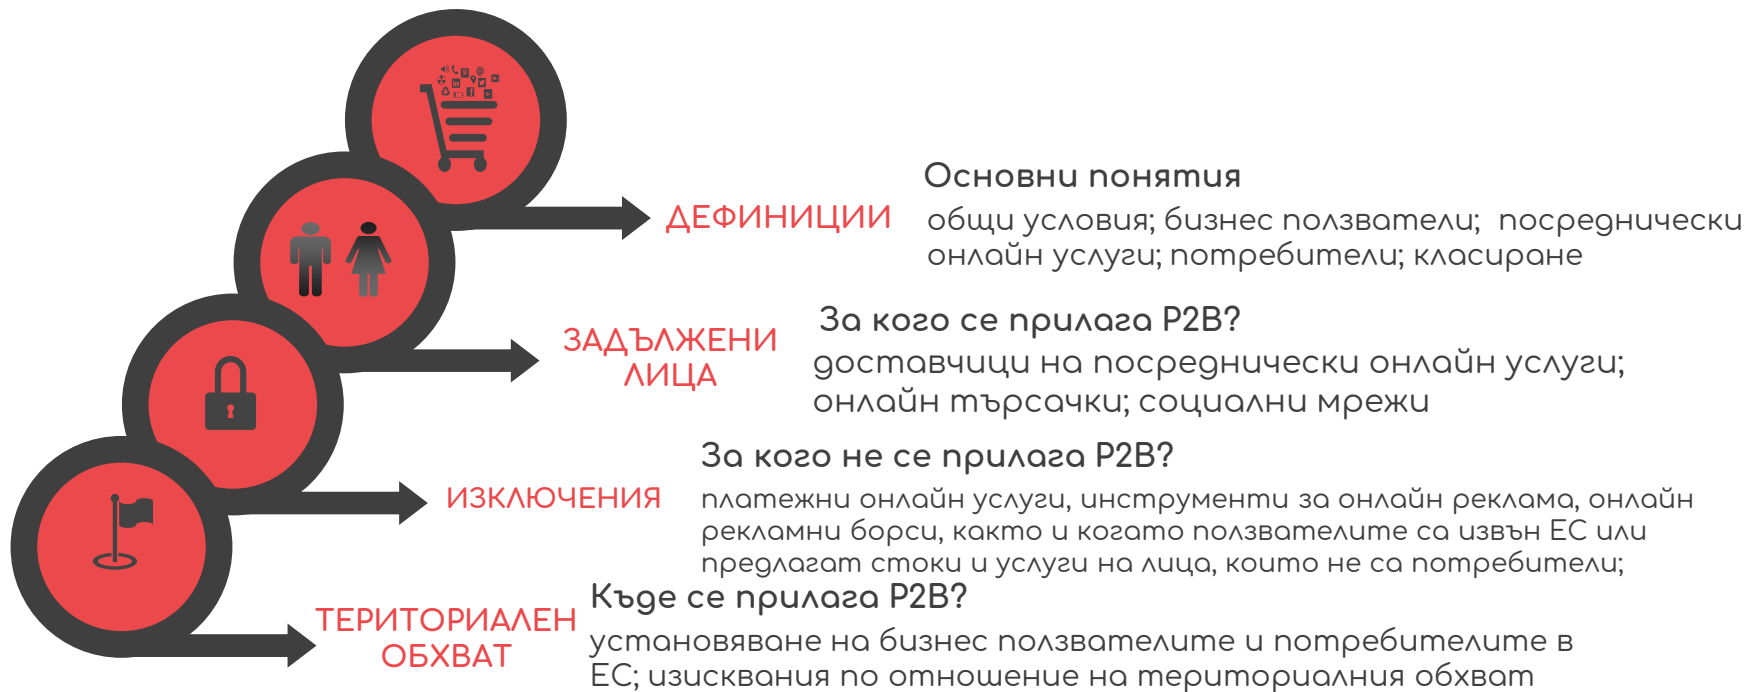 Основни понятия
ДЕФИНИЦИИ
общи условия; бизнес ползватели; посреднически
онлайн услуги; потребители; класиране
За кого се прилага P2B?
ЗАДЪЛЖЕНИ
ЛИЦА
доставчици на посреднически онлайн услуги;
онлайн търсачки; социални мрежи
За кого не се прилага P2B?
ИЗКЛЮЧЕНИЯ
платежни онлайн услуги, инструменти за онлайн реклама, онлайн
рекламни борси, както и когато ползвателите са извън ЕС или
предлагат стоки и услуги на лица, които не са потребители;
Къде се прилага P2B?
ТЕРИТОРИАЛЕН
ОБХВАТ
установяване на бизнес ползвателите и потребителите в
ЕС; изисквания по отношение на териториалния обхват